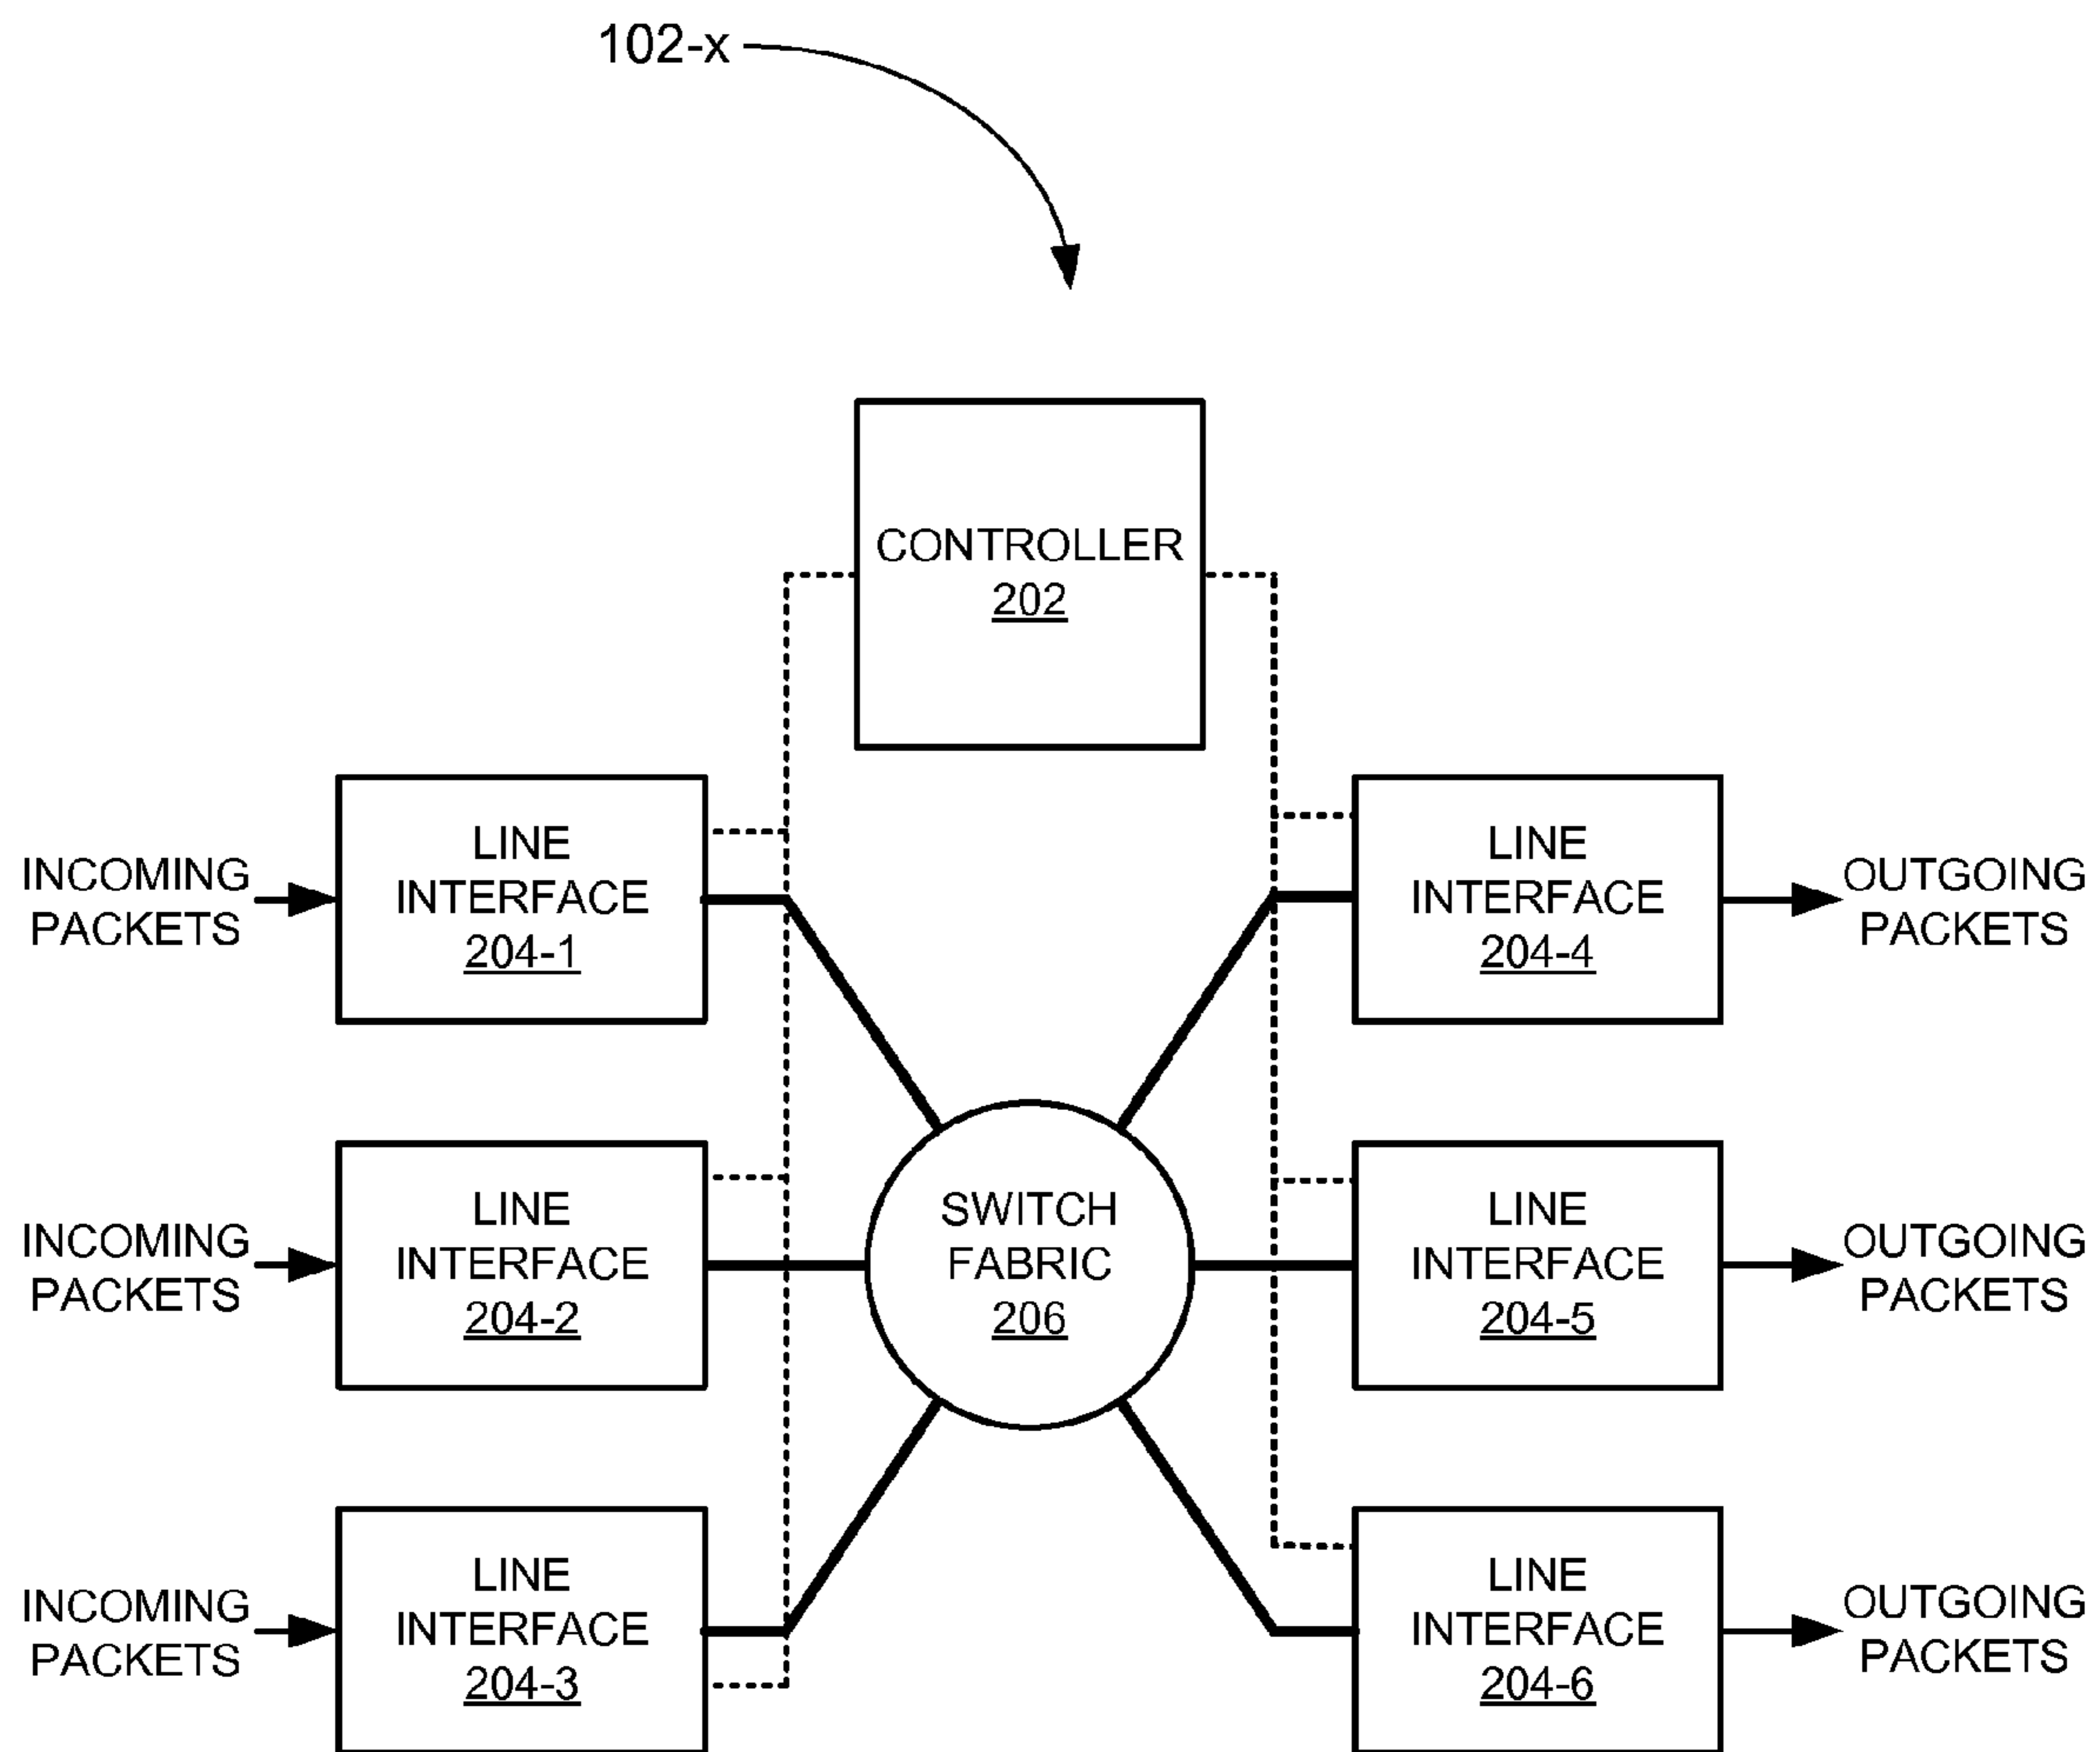 102-x
CONTROLLER
202
INCOMING
PACKETS
LINE
INTERFACE
204-1
LINE
INTERFACE
204-4
OUTGOING
PACKETS
INCOMING
PACKETS
LINE
INTERFACE
204-2
SWITCH
FABRIC
206
LINE
INTERFACE
204-5
OUTGOING
PACKETS
INCOMING
PACKETS
LINE
INTERFACE
204-3
LINE
INTERFACE
204-6
OUTGOING
PACKETS